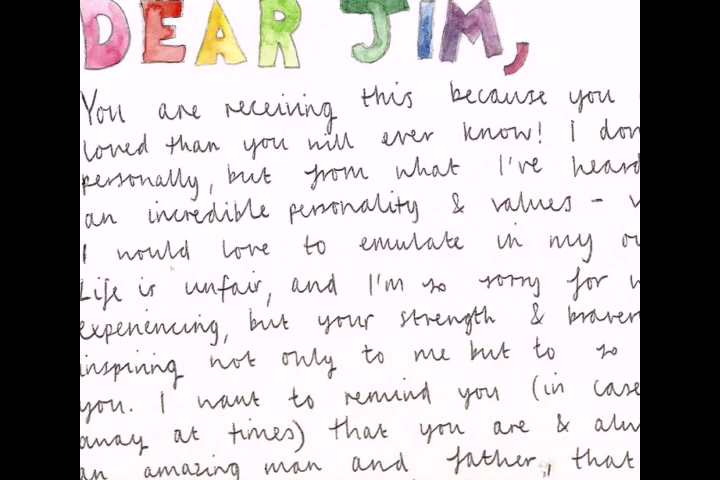 DEAR JIM,
You are receiving this because you
loved than you will ever know! I don
personally, but from what I've heard
an incredible personality & values -
I would love to emulate in my
Life is unfair, and I'm so sorry for
experiencing, but your strength &
inspiring not only to me but to so
you. I want to remind you (in case
away at times) that you are &
an amazing man and father, that